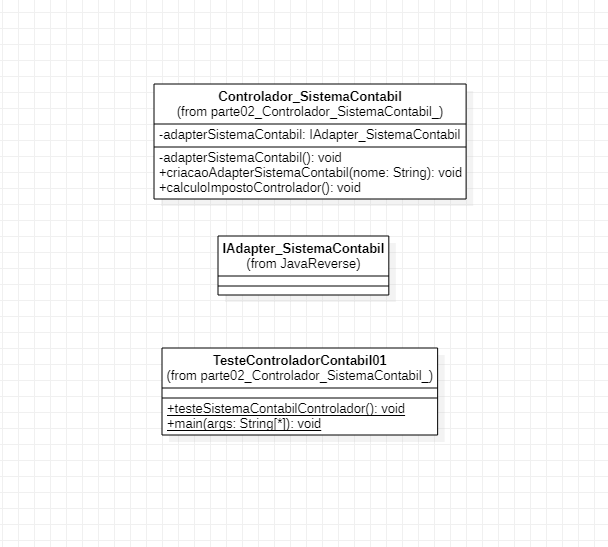 Controlador_SistemaContabil
(from parte02_Controlador_SistemaContabil_)
-adapterSistemaContabil: IAdapter_SistemaContabil
-adapterSistemaContabil(): void
+criacaoAdapterSistemaContabil(nome: String): void
+calculoImpostoControlador(): void
IAdapter_SistemaContabil
(from JavaReverse)
TesteControladorContabil01
(from parte02_Controlador_SistemaContabil_)
+testeSistemaContabilControlador(): void
+main(args: String[*]): void